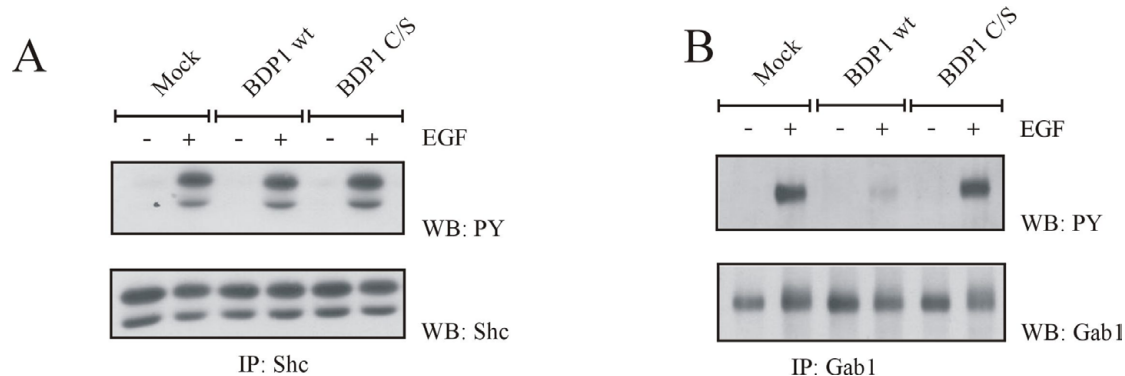 A
Mock
BDP1 wt
BDP1 C/S
- + - + - + EGF
WB: PY
WB: Shc
IP: Shc
B
Mock
BDP1 wt
BDP1 C/S
- + - + - + EGF
WB: PY
WB: Gab1
IP: Gab1